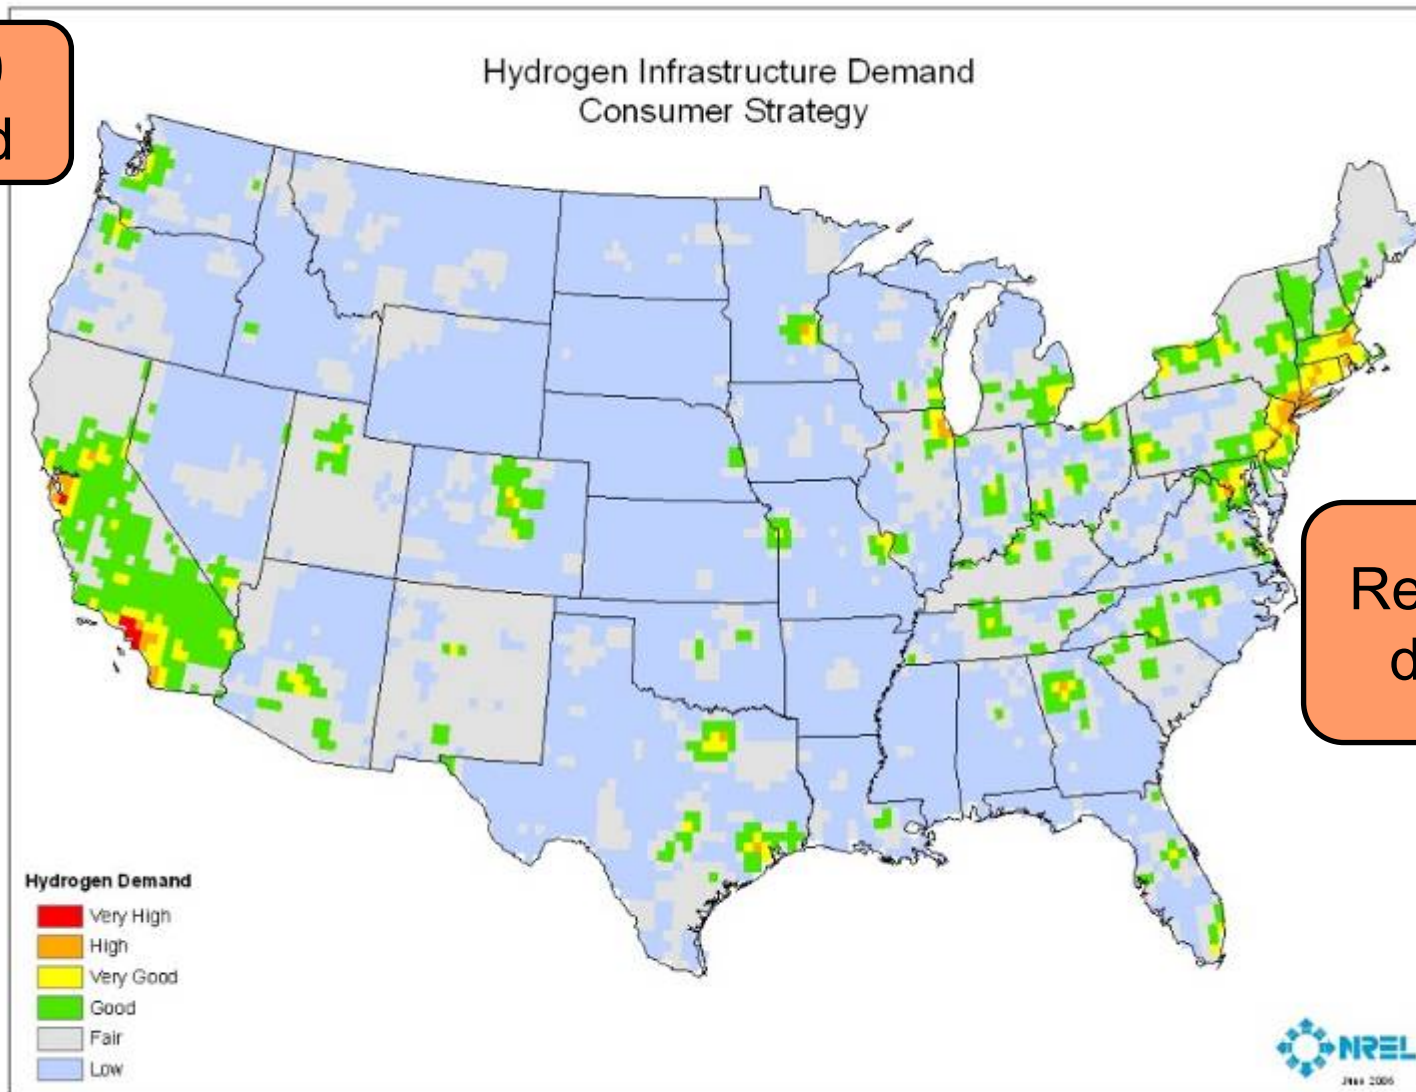 Hydrogen Infrastructure Demand
Consumer Strategy
Hydrogen Demand
Very High
High
Very Good
Good
Fair
Low
NREL